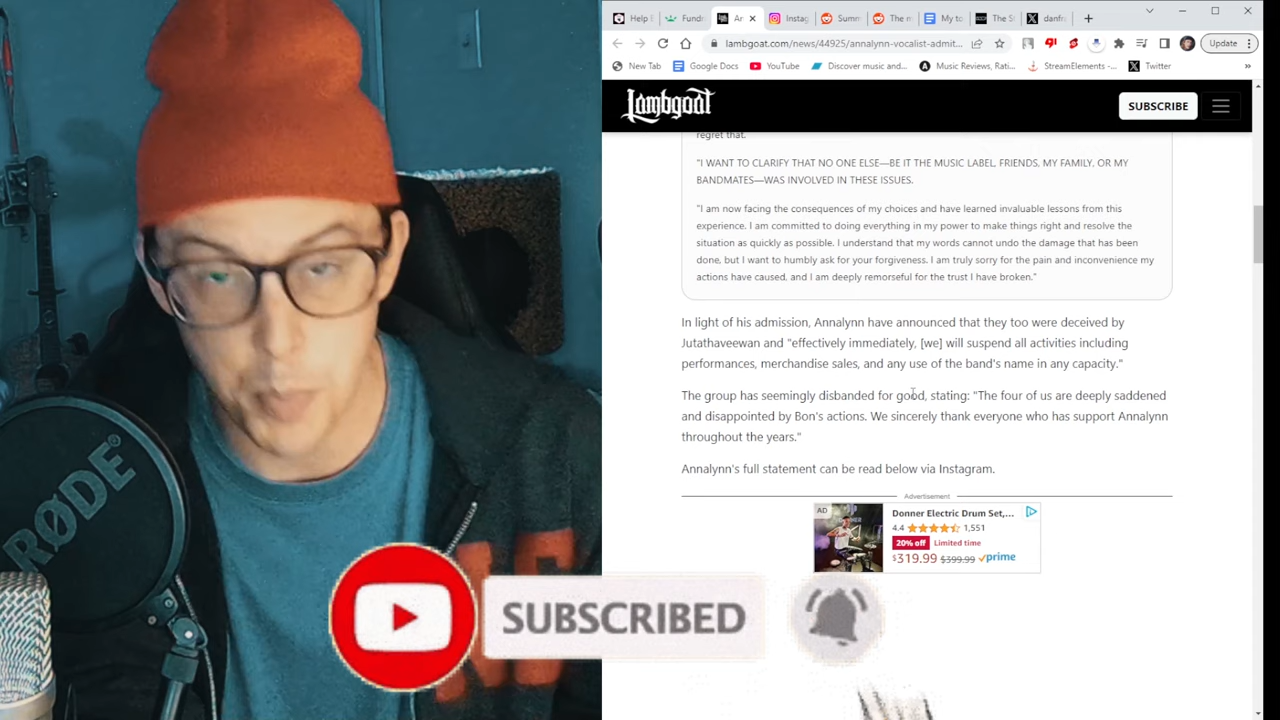 Help E
Fundr
Ar
Instag
Summ
The n
My to
The S
danfr
lambgoat.com/news/44925/annalynn-vocalist-admit...
Update
New Tab
Google Docs
YouTube
Discover music and...
Music Reviews, Rati...
StreamElements -...
Twitter
Lambgoat
SUBSCRIBE
regret that.
"I WANT TO CLARIFY THAT NO ONE ELSE—BE IT THE MUSIC LABEL, FRIENDS, MY FAMILY, OR MY
BANDMATES—WAS INVOLVED IN THESE ISSUES.
"I am now facing the consequences of my choices and have learned invaluable lessons from this
experience. I am committed to doing everything in my power to make things right and resolve the
situation as quickly as possible. I understand that my words cannot undo the damage that has been
done, but I want to humbly ask for your forgiveness. I am truly sorry for the pain and inconvenience my
actions have caused, and I am deeply remorseful for the trust I have broken."
In light of his admission, Annalynn have announced that they too were deceived by
Jutathaveewan and "effectively immediately, [we] will suspend all activities including
performances, merchandise sales, and any use of the band's name in any capacity."
The group has seemingly disbanded for good, stating: "The four of us are deeply saddened
and disappointed by Bon's actions. We sincerely thank everyone who has support Annalynn
throughout the years."
Annalynn's full statement can be read below via Instagram.
Advertisement
AD
Donner Electric Drum Set,...
4.4 1,551
20% off Limited time
$319.99 $399.99 prime
RØDE
SUBSCRIBED